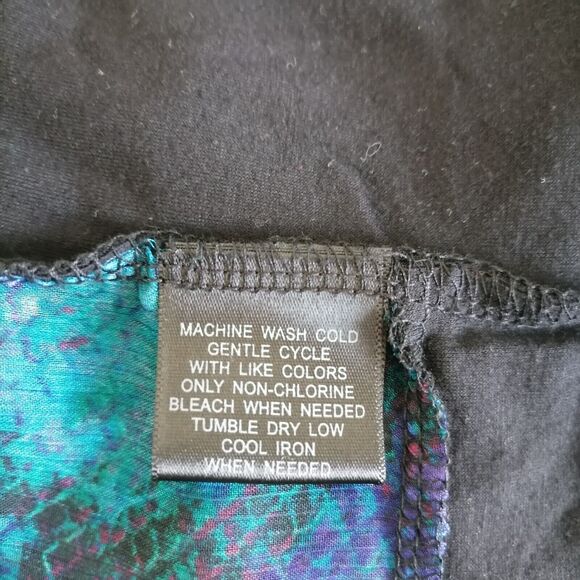 MACHINE WASH COLD
GENTLE CYCLE
WITH LIKE COLORS
ONLY NON-CHLORINE
BLEACH WHEN NEEDED
TUMBLE DRY LOW
COOL IRON
WHEN NEEDED